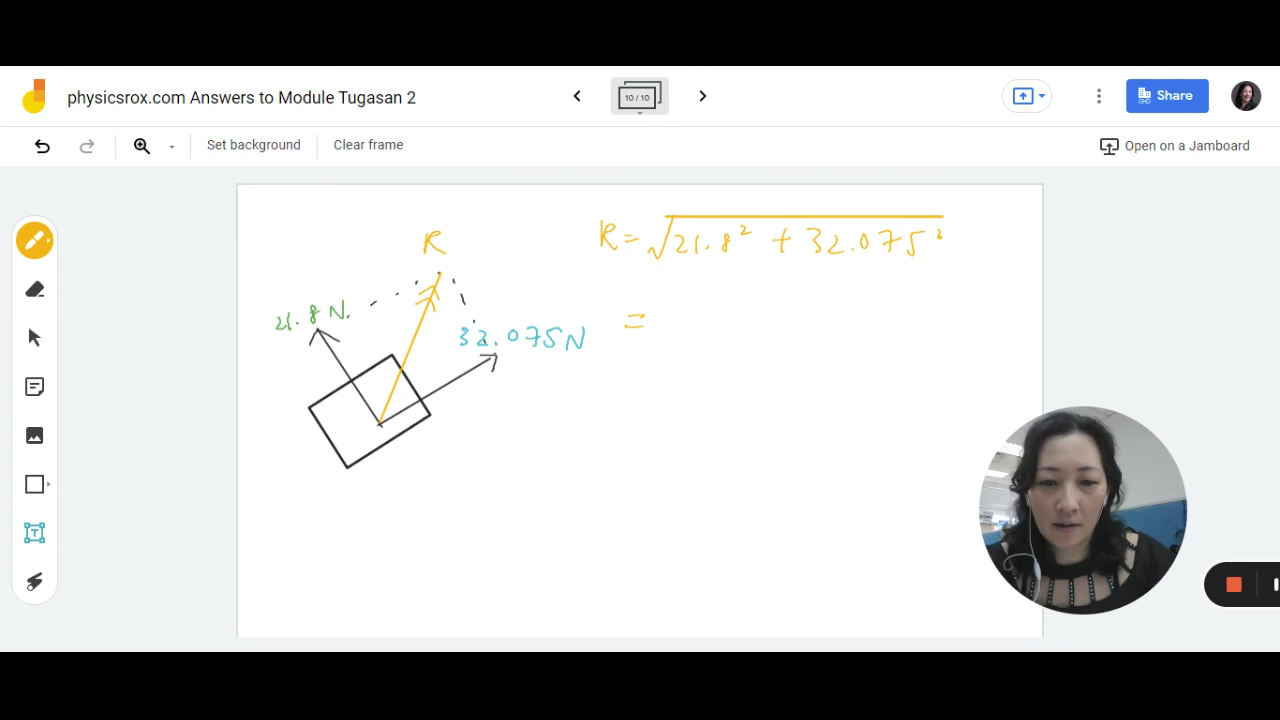 physicsrox.com Answers to Module Tugasan 2
10 / 10
Share
Set background
Clear frame
Open on a Jamboard
R
R = √21.8² + 32.075²
21.8 N
32.075 N
=